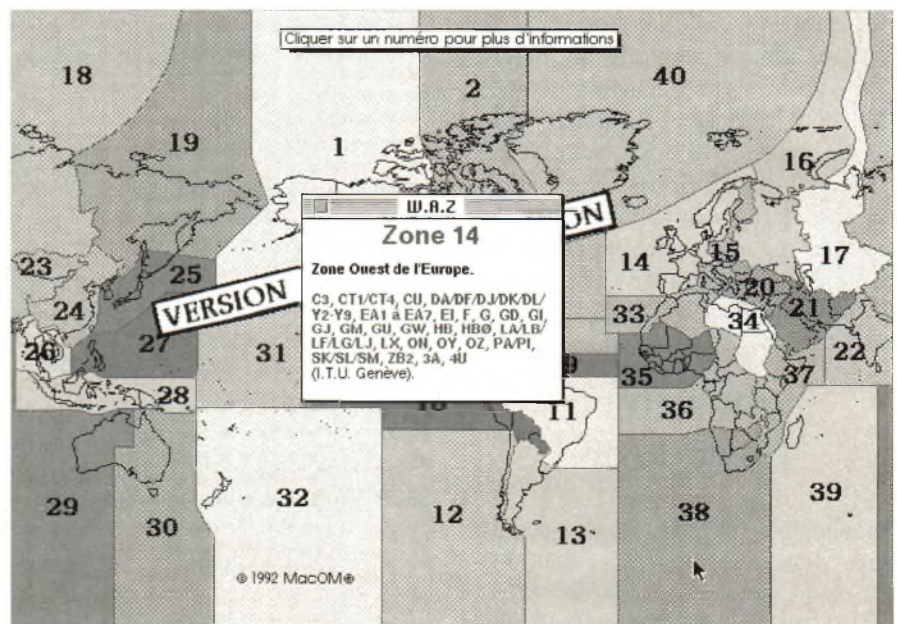 Cliquer sur un numéro pour plus d'informations
18
2
40
19
1
16
W.A.Z
Zone 14
Zone Ouest de l'Europe.
C3, CT1/CT4, CU, DA/DF/DJ/DK/DL/
Y2-Y9, EA1 à EA7, EI, F, G, GD, GI,
GJ, GM, GU, GW, HB, HBØ, LA/LB/
LF/LG/LJ, LX, ON, OY, OZ, PA/PI,
SK/SL/SM, ZB2, 3A, 4U
(I.T.U. Genève).
VERSION
ON
23
25
14
15
17
24
20
21
33
34
26
27
31
22
9
35
37
28
10
11
36
29
30
32
12
13
38
39
© 1992 MacOM®